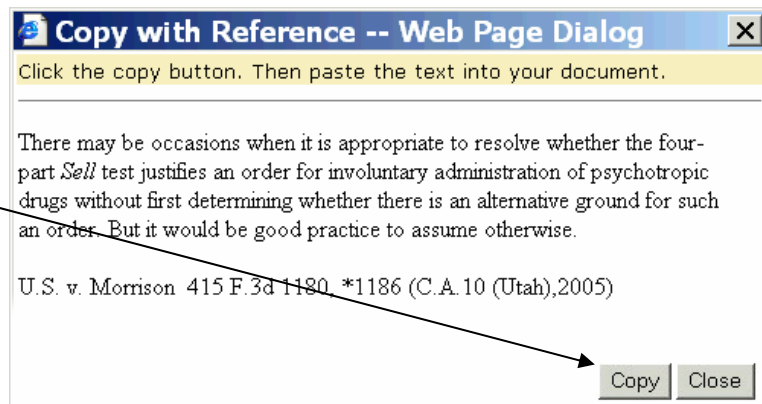 Copy with Reference -- Web Page Dialog
Click the copy button. Then paste the text into your document.
There may be occasions when it is appropriate to resolve whether the four-
part Sell test justifies an order for involuntary administration of psychotropic
drugs without first determining whether there is an alternative ground for such
an order. But it would be good practice to assume otherwise.
U.S. v. Morrison 415 F.3d 1180, *1186 (C.A.10 (Utah),2005)
Copy Close